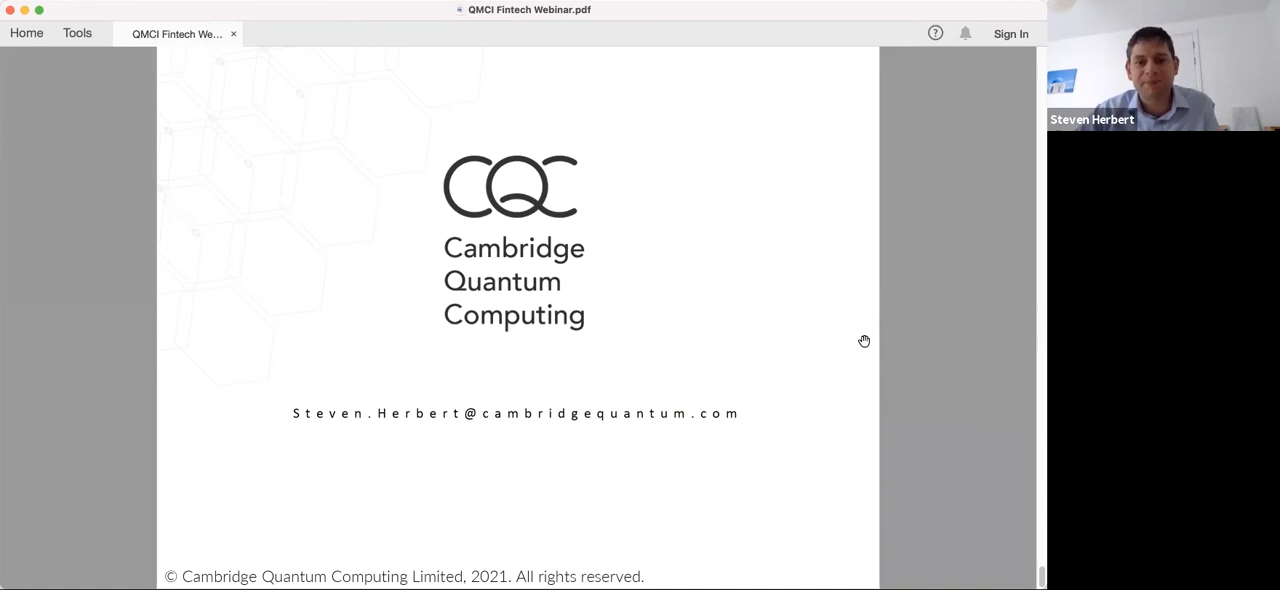 QMCI Fintech Webinar.pdf
Home Tools QMCI Fintech We... × ? Sign In
Steven Herbert
CQC
Cambridge
Quantum
Computing
Steven.Herbert@cambridgequantum.com
© Cambridge Quantum Computing Limited, 2021. All rights reserved.